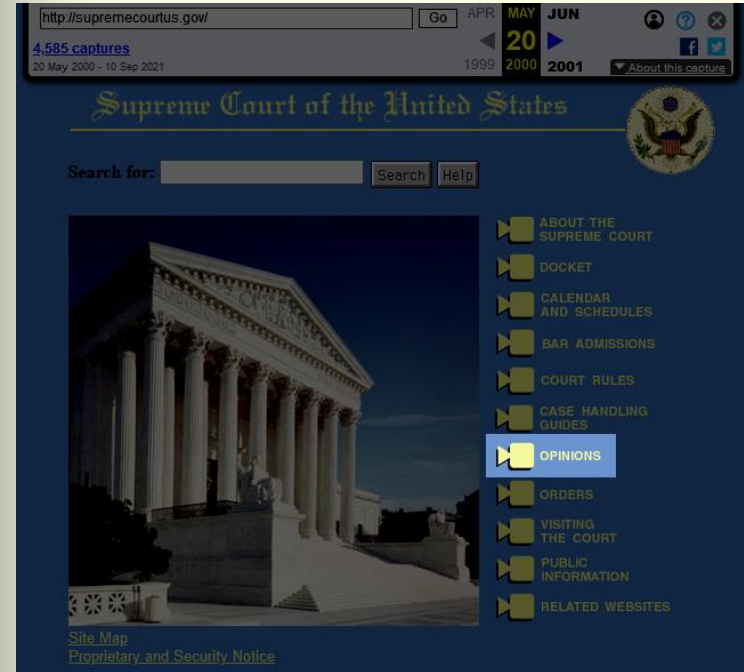 http://supremecourtus.gov/ Go APR MAY JUN
4,585 captures 20
20 May 2000 - 10 Sep 2021 1999 2000 2001 About this capture
Supreme Court of the United States
Search for: Search Help
ABOUT THE
SUPREME COURT
DOCKET
CALENDAR
AND SCHEDULES
BAR ADMISSIONS
COURT RULES
CASE HANDLING
GUIDES
OPINIONS
ORDERS
VISITING
THE COURT
PUBLIC
INFORMATION
RELATED WEBSITES
Site Map
Proprietary and Security Notice